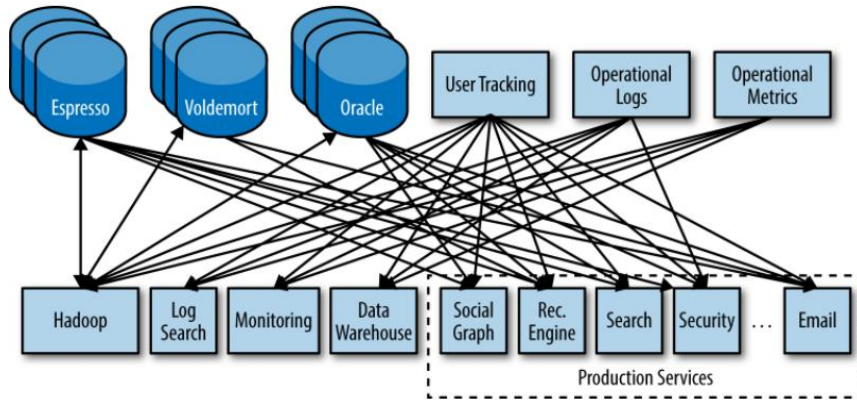 Espresso
Voldemort
Oracle
User Tracking
Operational
Logs
Operational
Metrics
Hadoop
Log
Search
Monitoring
Data
Warehouse
Social
Graph
Rec.
Engine
Search
Security
...
Email
Production Services